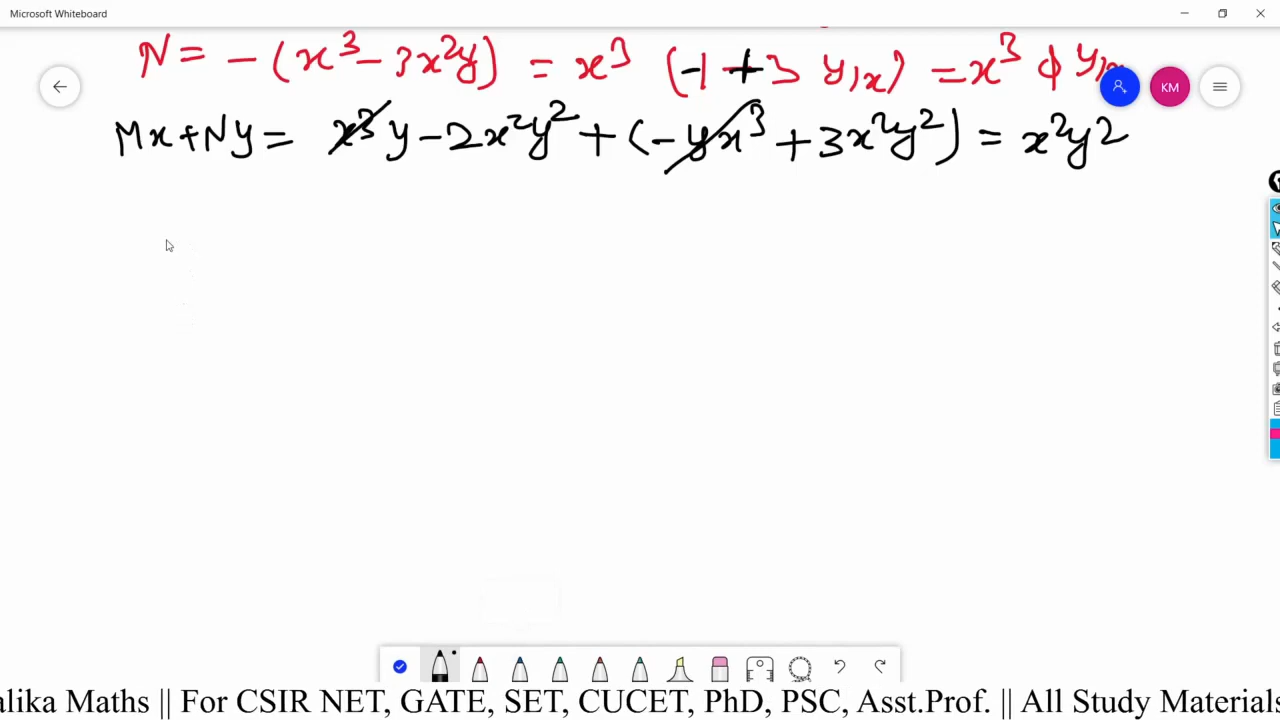 Microsoft Whiteboard
N = -(x³ - 3x²y) = x³ (-1 + 3 y/x) = x³ φ y/x
KM
Mx + Ny = x³y - 2x²y² + (-yx³ + 3x²y²) = x²y²
alika Maths || For CSIR NET, GATE, SET, CUCET, PhD, PSC, Asst.Prof. || All Study Materials